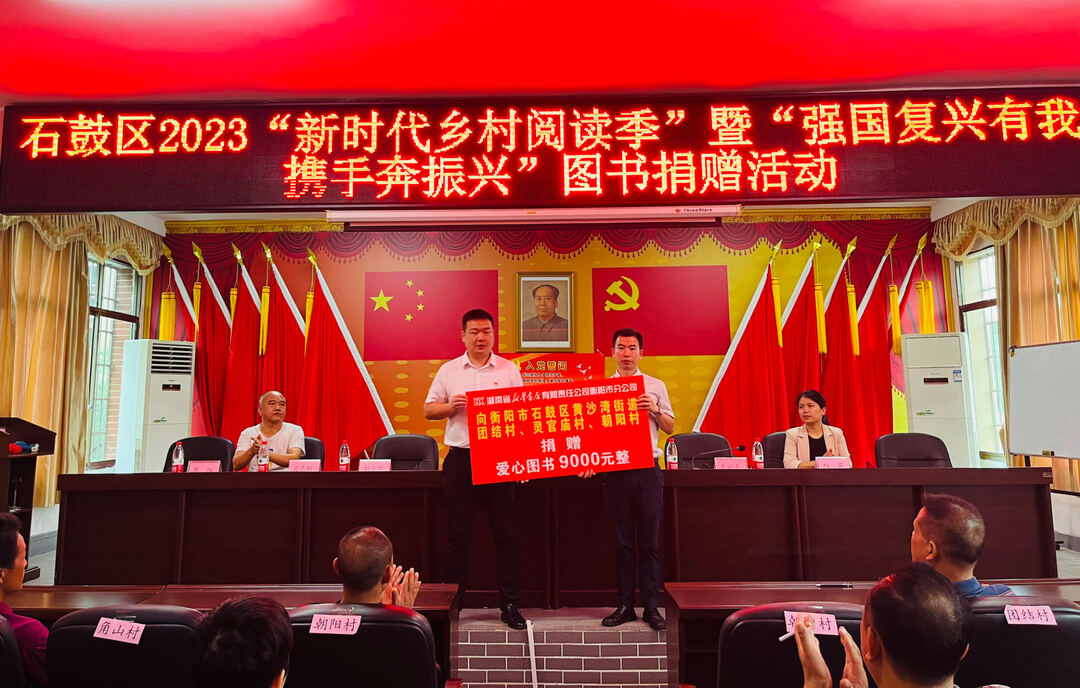 石鼓区2023“新时代乡村阅读季”暨“强国复兴有我
携手奔振兴”图书捐赠活动
ThreeStars
入党誓词
湖南省新华书店有限责任公司衡阳市分公司
向衡阳市石鼓区黄沙湾街道
团结村、灵官庙村、朝阳村
捐赠
爱心图书9000元整
角山村
朝阳村
团结村